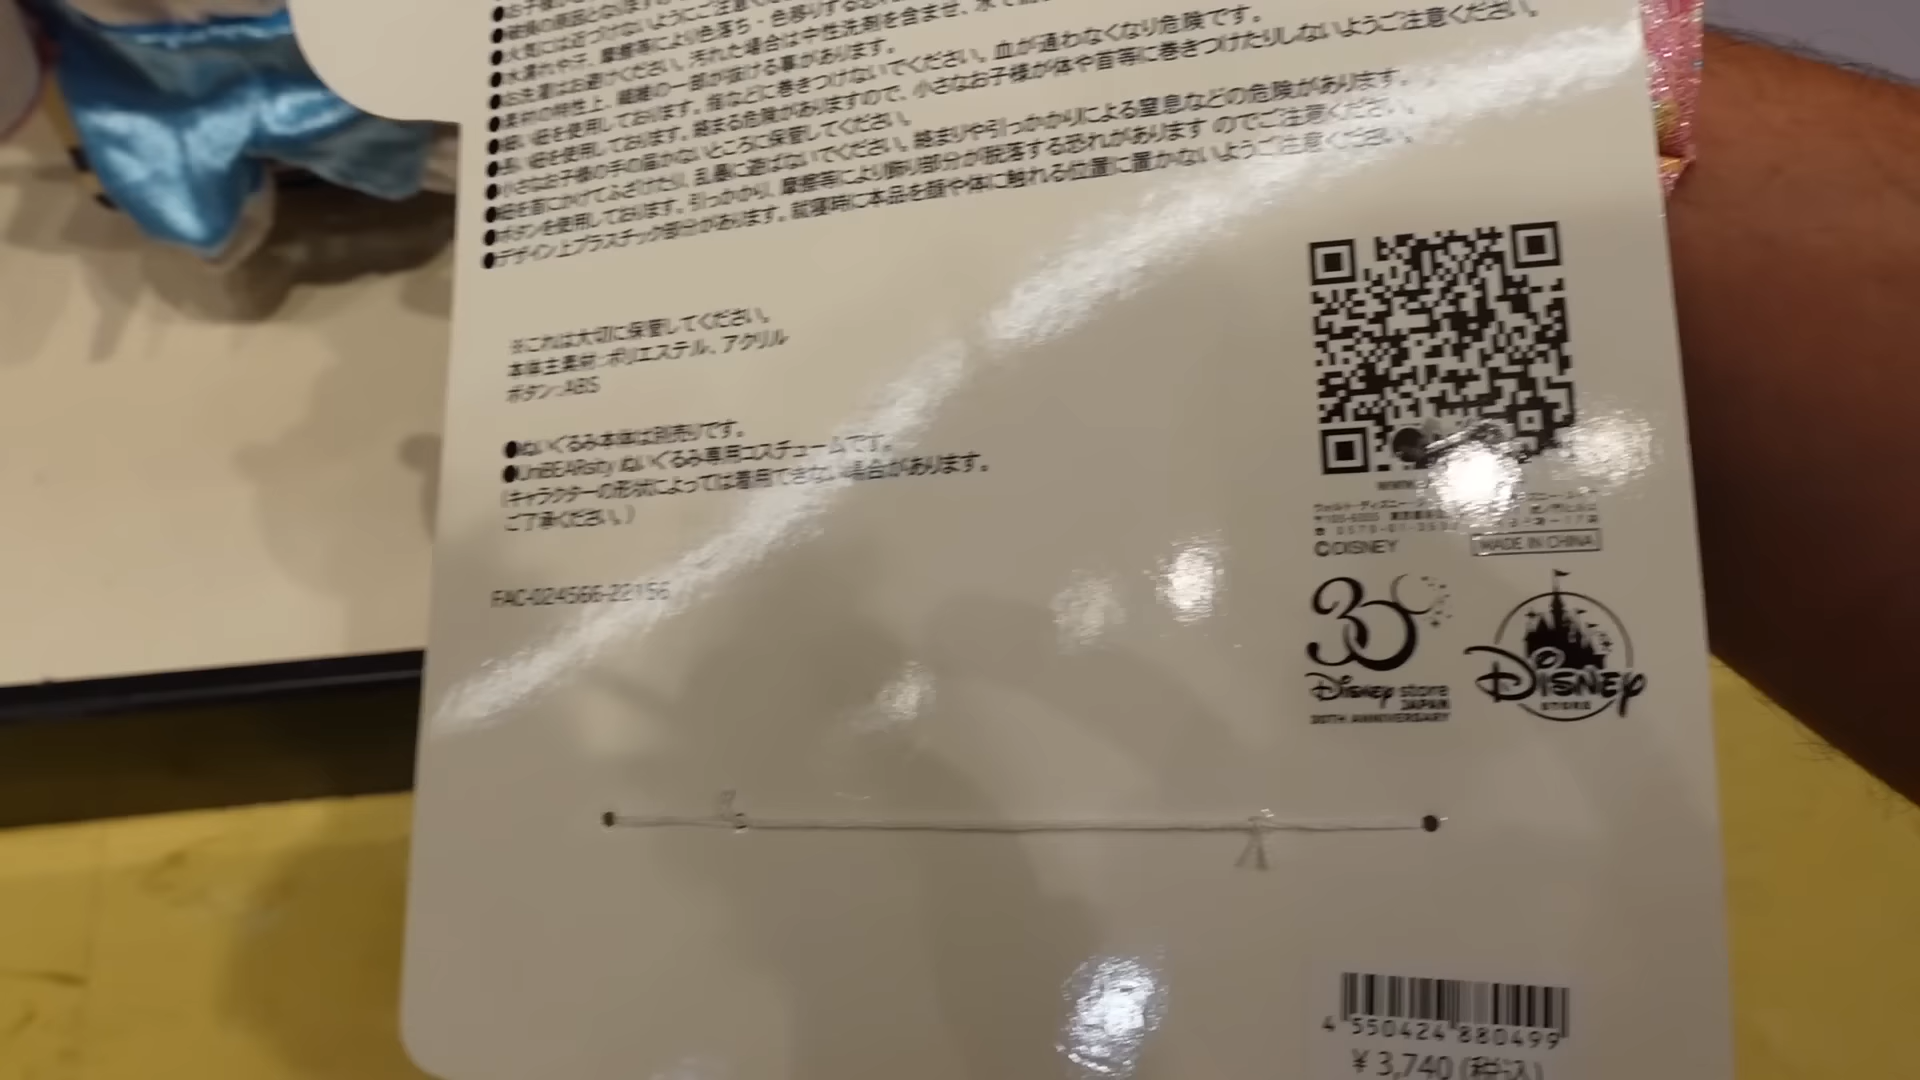 ●火気には近づけないようにご注意ください。
●水濡れや汗、摩擦等により色落ち・色移りする
●お洗濯はお避けください。汚れた場合は中性洗剤を含ませ、水で
●素材の特性上、繊維の一部が抜ける事があります。
●細い紐を使用しております。指などに巻きつけないでください。血が通わなくなり危険です。
●長い紐を使用しております。絡まる危険がありますので、小さなお子様が体や首等に巻きつけたりしないようご注意ください。
●小さなお子様の手の届かないところに保管してください。
●紐を首にかけてふざけたり、乱暴に遊ばないでください。絡まりや引っかかりによる窒息などの危険があります。
●ボタンを使用しております。引っかかり、摩擦等により飾り部分が脱落する恐れがありますのでご注意ください。
●デザイン上プラスチック部分があります。就寝時に本品を顔や体に触れる位置に置かないようご注意ください。
※これは大切に保管してください。
本体主素材:ポリエステル、アクリル
ボタン:ABS
●ぬいぐるみ本体は別売りです。
●UniBEARsity ぬいぐるみ専用コスチュームです。
(キャラクターの形状によっては着用できない場合があります。
ご了承ください。)
FAC-024566-22156
©DISNEY
MADE IN CHINA
30
Disney store
JAPAN
30TH ANNIVERSARY
Disney
STORE
4 550424 880499
¥3,740(税込)